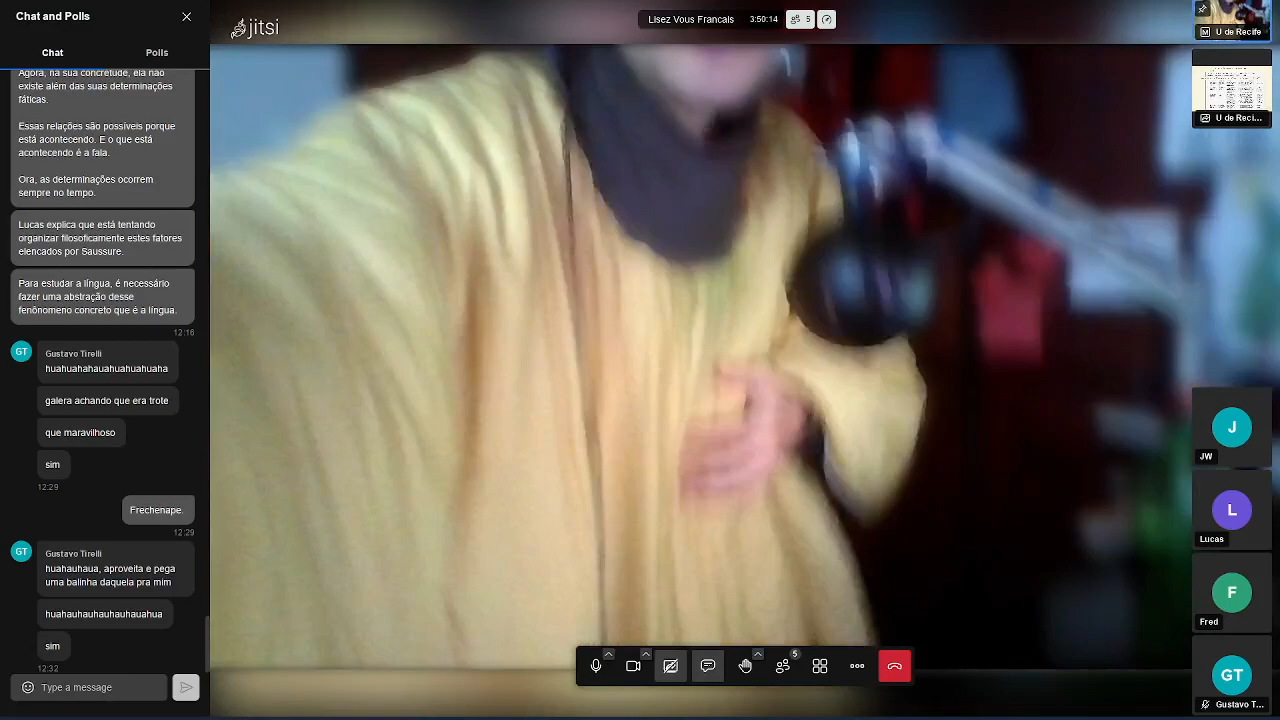 Chat and Polls
Chat
Polls
Agora, na sua concretude, ela não
existe além das suas determinações
fáticas.
Essas relações são possíveis porque
está acontecendo. E o que está
acontecendo é a fala.
Ora, as determinações ocorrem
sempre no tempo.
Lucas explica que está tentando
organizar filosoficamente estes fatores
elencados por Saussure.
Para estudar a língua, é necessário
fazer uma abstração desse
fenômeno concreto que é a língua.
12:16
GT
Gustavo Tirelli
huahuahahauahuahuahuaha
galera achando que era trote
que maravilhoso
sim
12:29
Frechenape.
12:29
GT
Gustavo Tirelli
huahauhaua, aproveita e pega
uma balinha daquela pra mim
huahauhauhauhauhauahua
sim
12:32
Type a message
jitsi
Lisez Vous Francais
3:50:14
5
5
M
U de Recife
U de Reci...
J
JW
L
Lucas
F
Fred
GT
Gustavo T...